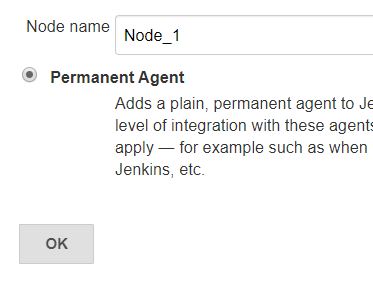 Node name
Node_1
Permanent Agent
Adds a plain, permanent agent to Je
level of integration with these agents
apply — for example such as when
Jenkins, etc.
OK